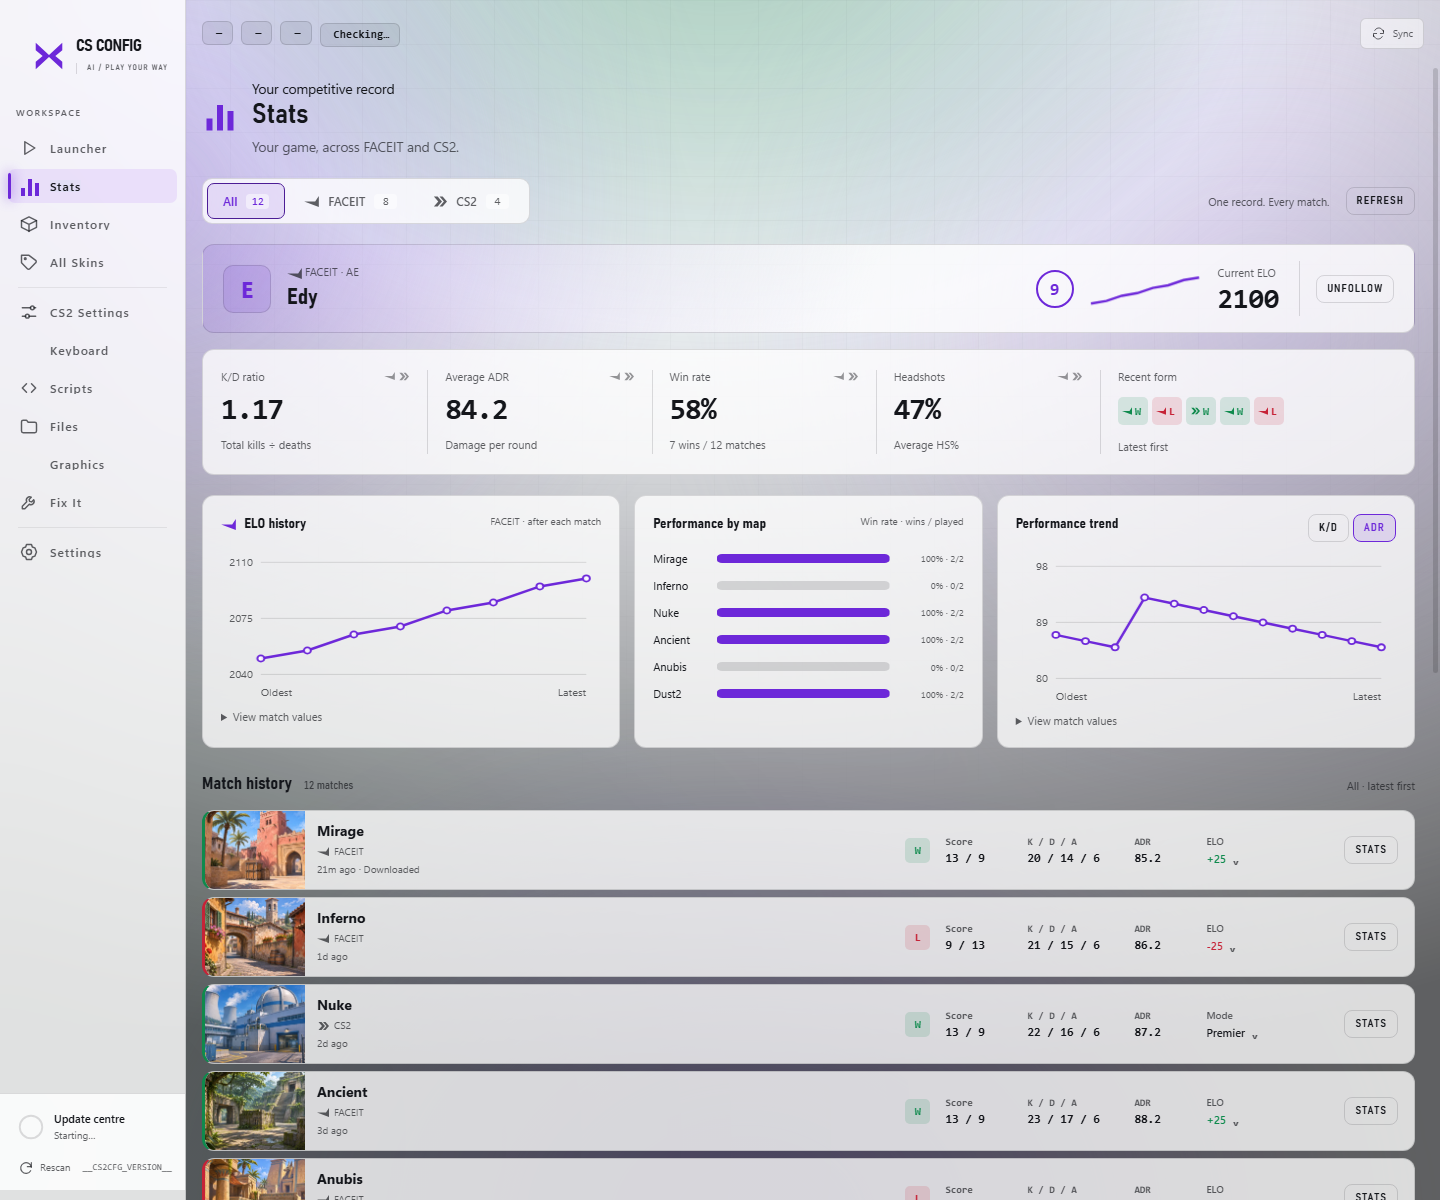 CS CONFIG
AI / PLAY YOUR WAY
WORKSPACE
Launcher
Stats
Inventory
All Skins
CS2 Settings
Keyboard
Scripts
Files
Graphics
Fix It
Settings
Update centre
Starting…
Rescan
__CS2CFG_VERSION__
– – – Checking…
Sync
Your competitive record
Stats
Your game, across FACEIT and CS2.
All 12 FACEIT 8 CS2 4
One record. Every match. REFRESH
E
FACEIT · AE
Edy
9
Current ELO
2100
UNFOLLOW
K/D ratio
1.17
Total kills ÷ deaths
Average ADR
84.2
Damage per round
Win rate
58%
7 wins / 12 matches
Headshots
47%
Average HS%
Recent form
W L W W L
Latest first
ELO history
FACEIT · after each match
2110
2075
2040
Oldest Latest
View match values
Performance by map
Win rate · wins / played
Mirage 100% · 2/2
Inferno 0% · 0/2
Nuke 100% · 2/2
Ancient 100% · 2/2
Anubis 0% · 0/2
Dust2 100% · 2/2
Performance trend
K/D ADR
98
89
80
Oldest Latest
View match values
Match history 12 matches
All · latest first
Mirage
FACEIT
21m ago · Downloaded
W
Score K / D / A ADR ELO
13 / 9 20 / 14 / 6 85.2 +25
STATS
Inferno
FACEIT
1d ago
L
Score K / D / A ADR ELO
9 / 13 21 / 15 / 6 86.2 -25
STATS
Nuke
CS2
2d ago
W
Score K / D / A ADR Mode
13 / 9 22 / 16 / 6 87.2 Premier
STATS
Ancient
FACEIT
3d ago
W
Score K / D / A ADR ELO
13 / 9 23 / 17 / 6 88.2 +25
STATS
Anubis
FACEIT
L
Score K / D / A ADR ELO
STATS